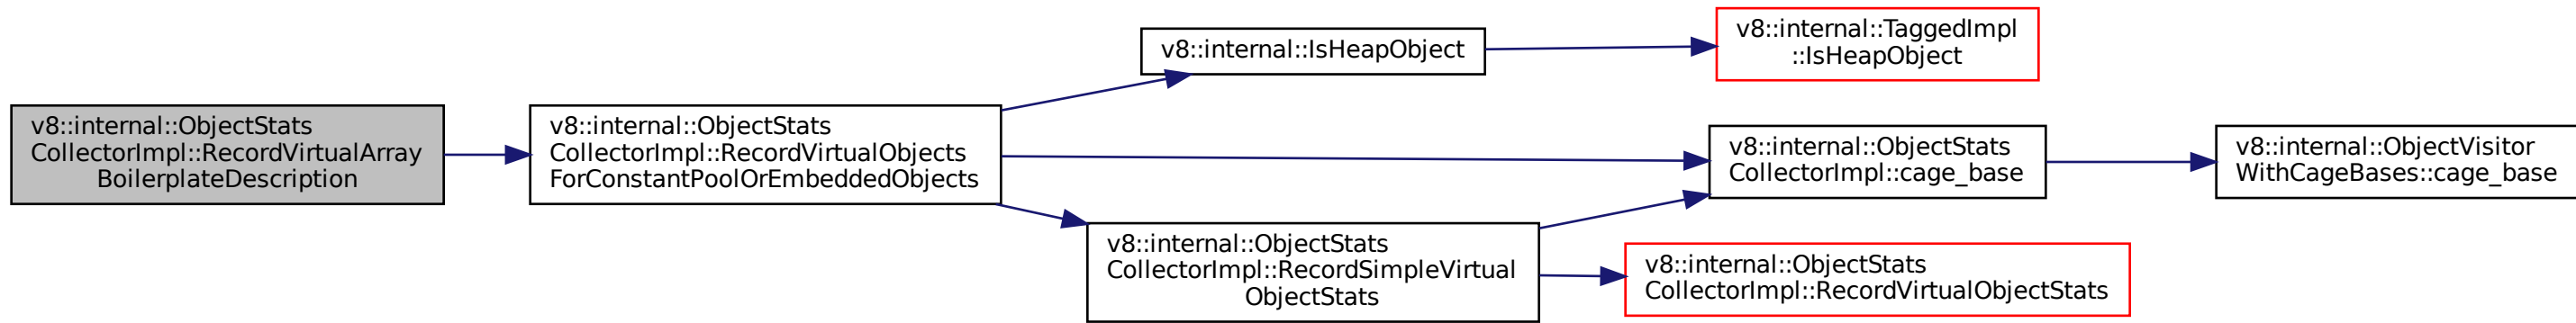 v8::internal::ObjectStats
CollectorImpl::RecordVirtualArray
BoilerplateDescription
v8::internal::ObjectStats
CollectorImpl::RecordVirtualObjects
ForConstantPoolOrEmbeddedObjects
v8::internal::IsHeapObject
v8::internal::TaggedImpl
::IsHeapObject
v8::internal::ObjectStats
CollectorImpl::cage_base
v8::internal::ObjectVisitor
WithCageBases::cage_base
v8::internal::ObjectStats
CollectorImpl::RecordSimpleVirtual
ObjectStats
v8::internal::ObjectStats
CollectorImpl::RecordVirtualObjectStats